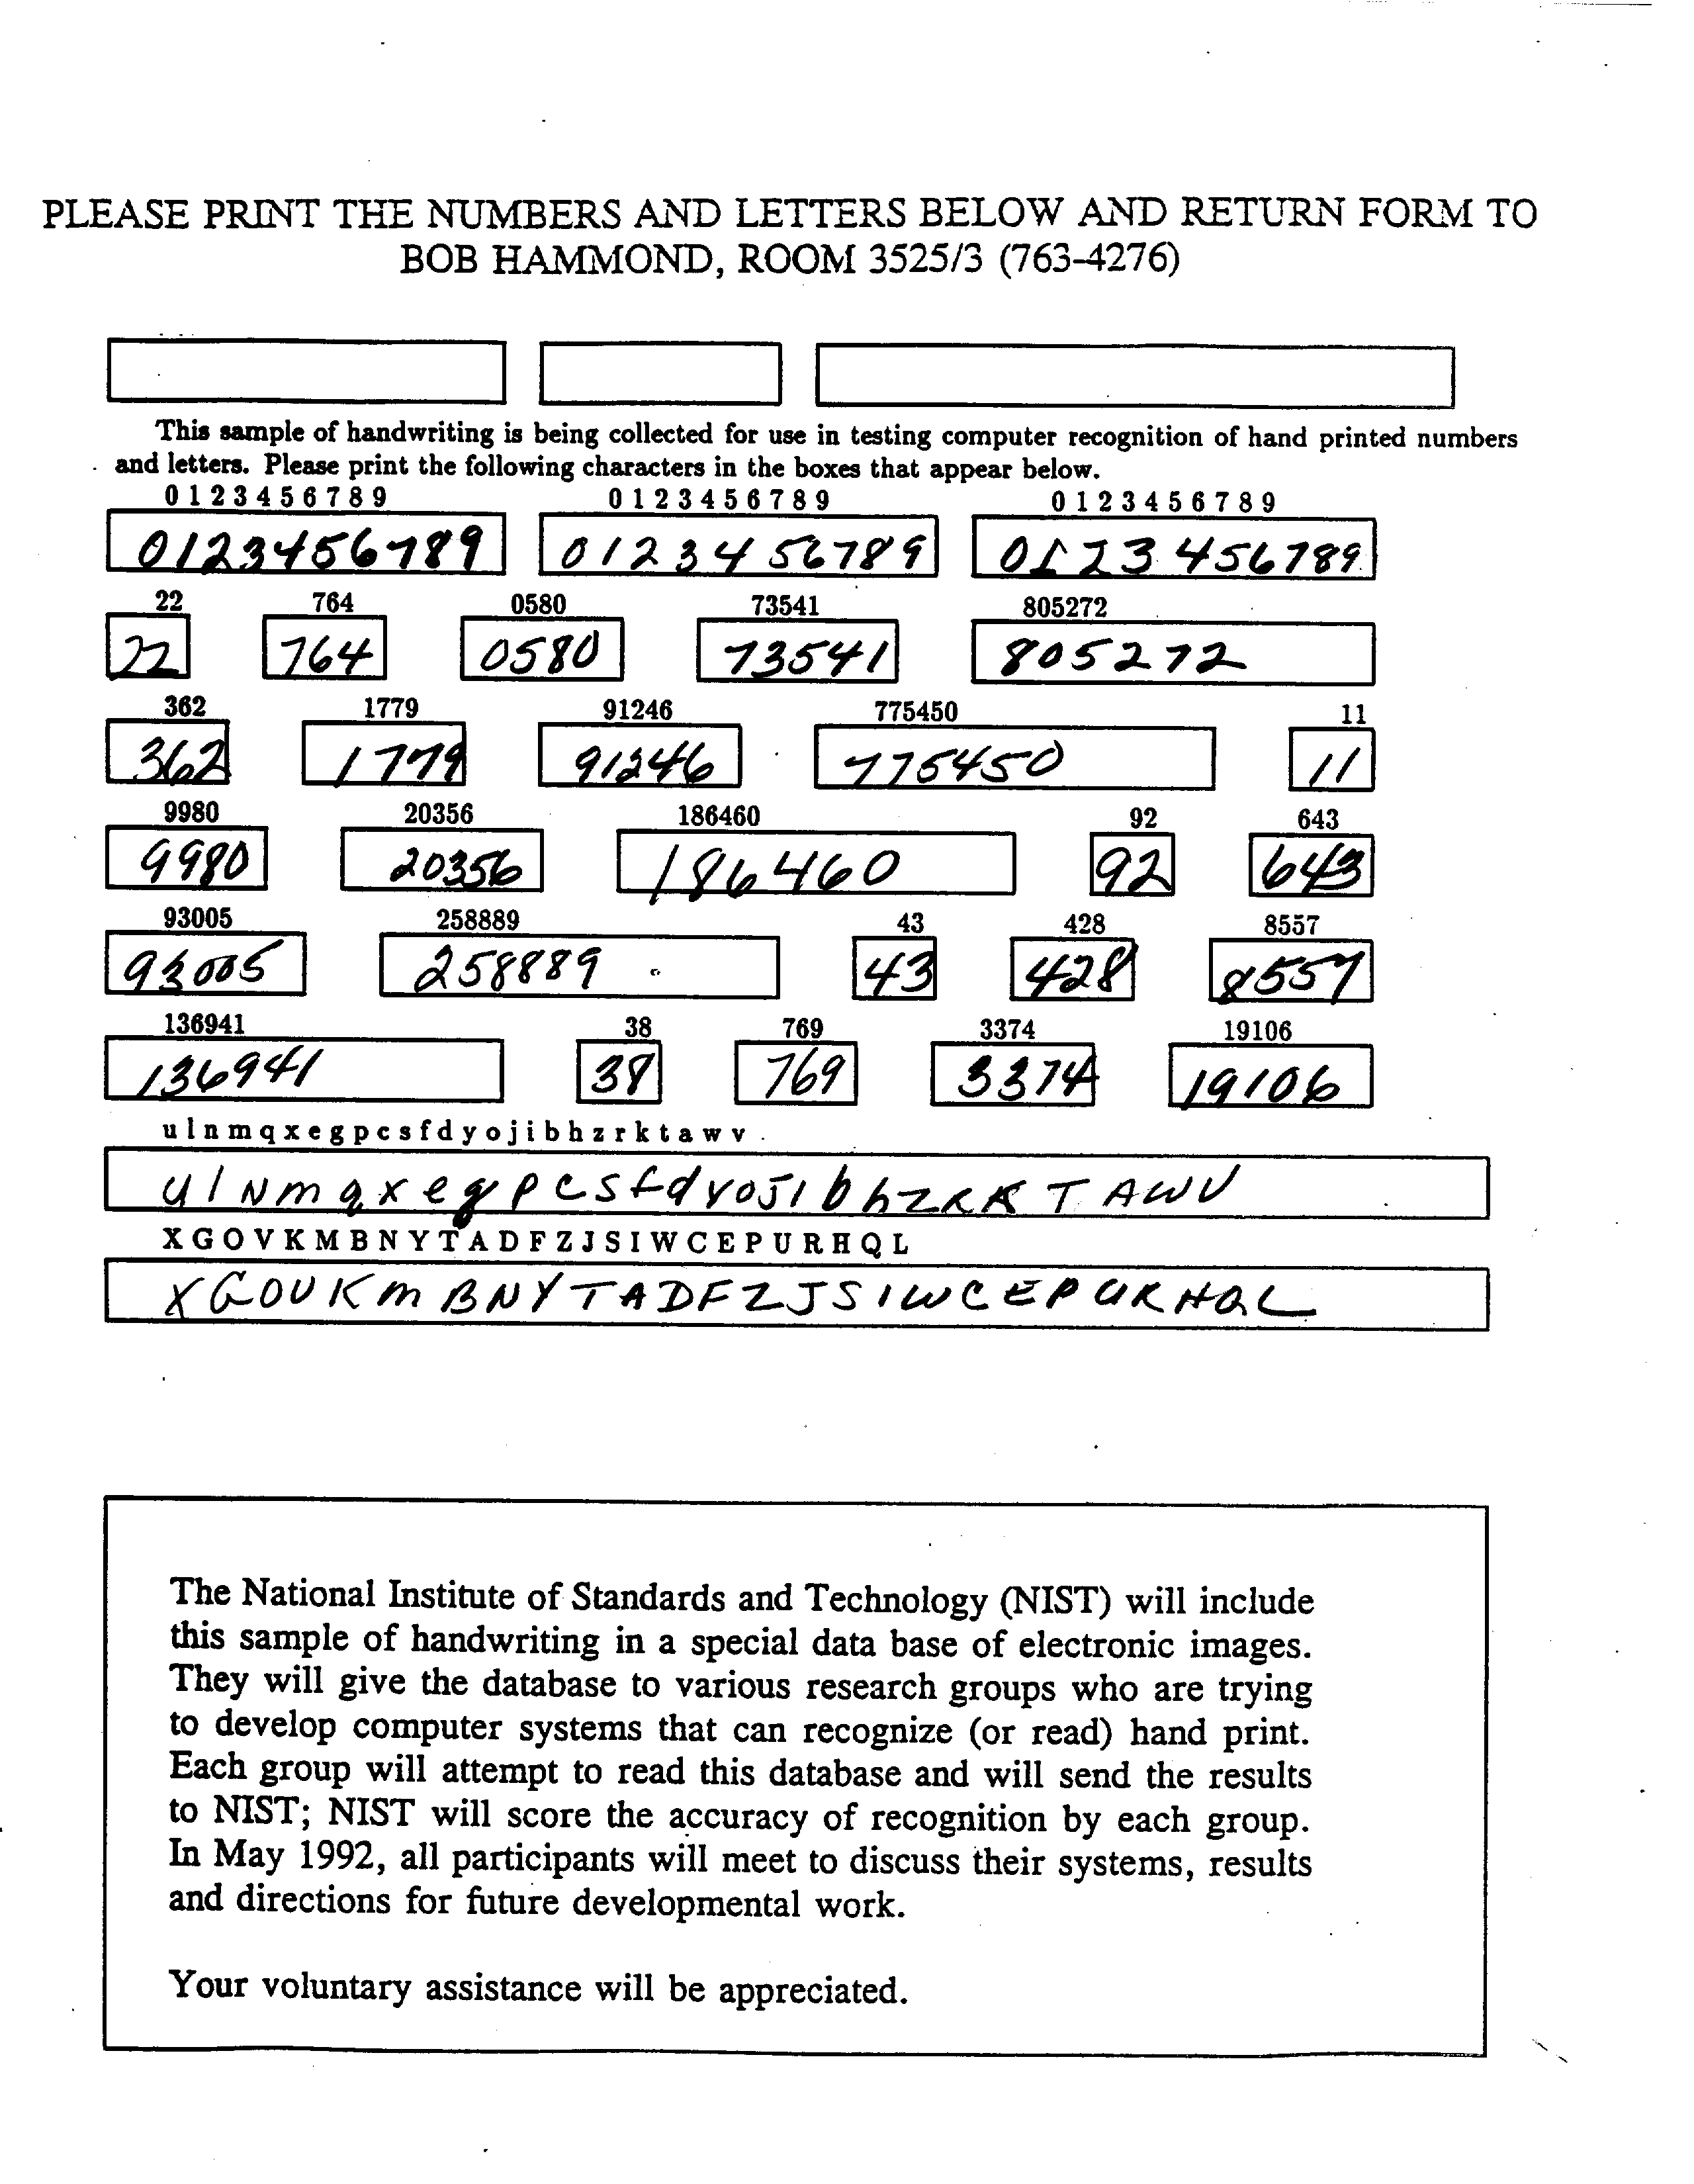 PLEASE PRINT THE NUMBERS AND LETTERS BELOW AND RETURN FORM TO
BOB HAMMOND, ROOM 3525/3 (763-4276)
This sample of handwriting is being collected for use in testing computer recognition of hand printed numbers
and letters. Please print the following characters in the boxes that appear below.
0 1 2 3 4 5 6 7 8 9 0 1 2 3 4 5 6 7 8 9 0 1 2 3 4 5 6 7 8 9
0123456789 0123456789 0123456789
22 764 0580 73541 805272
22 764 0580 73541 805272
362 1779 91246 775450 11
362 1779 91246 775450 11
9980 20356 186460 92 643
9980 20356 186460 92 643
93005 258889 43 428 8557
93005 258889 43 428 8557
136941 38 769 3374 19106
136941 38 769 3374 19106
u l n m q x e g p c s f d y o j i b h z r k t a w v
u l N m q x e g p c s f d y o j i b h z R K T A W V
X G O V K M B N Y T A D F Z J S I W C E P U R H Q L
X G O V K M B N Y T A D F Z J S I W C E P U R H Q L
The National Institute of Standards and Technology (NIST) will include
this sample of handwriting in a special data base of electronic images.
They will give the database to various research groups who are trying
to develop computer systems that can recognize (or read) hand print.
Each group will attempt to read this database and will send the results
to NIST; NIST will score the accuracy of recognition by each group.
In May 1992, all participants will meet to discuss their systems, results
and directions for future developmental work.
Your voluntary assistance will be appreciated.